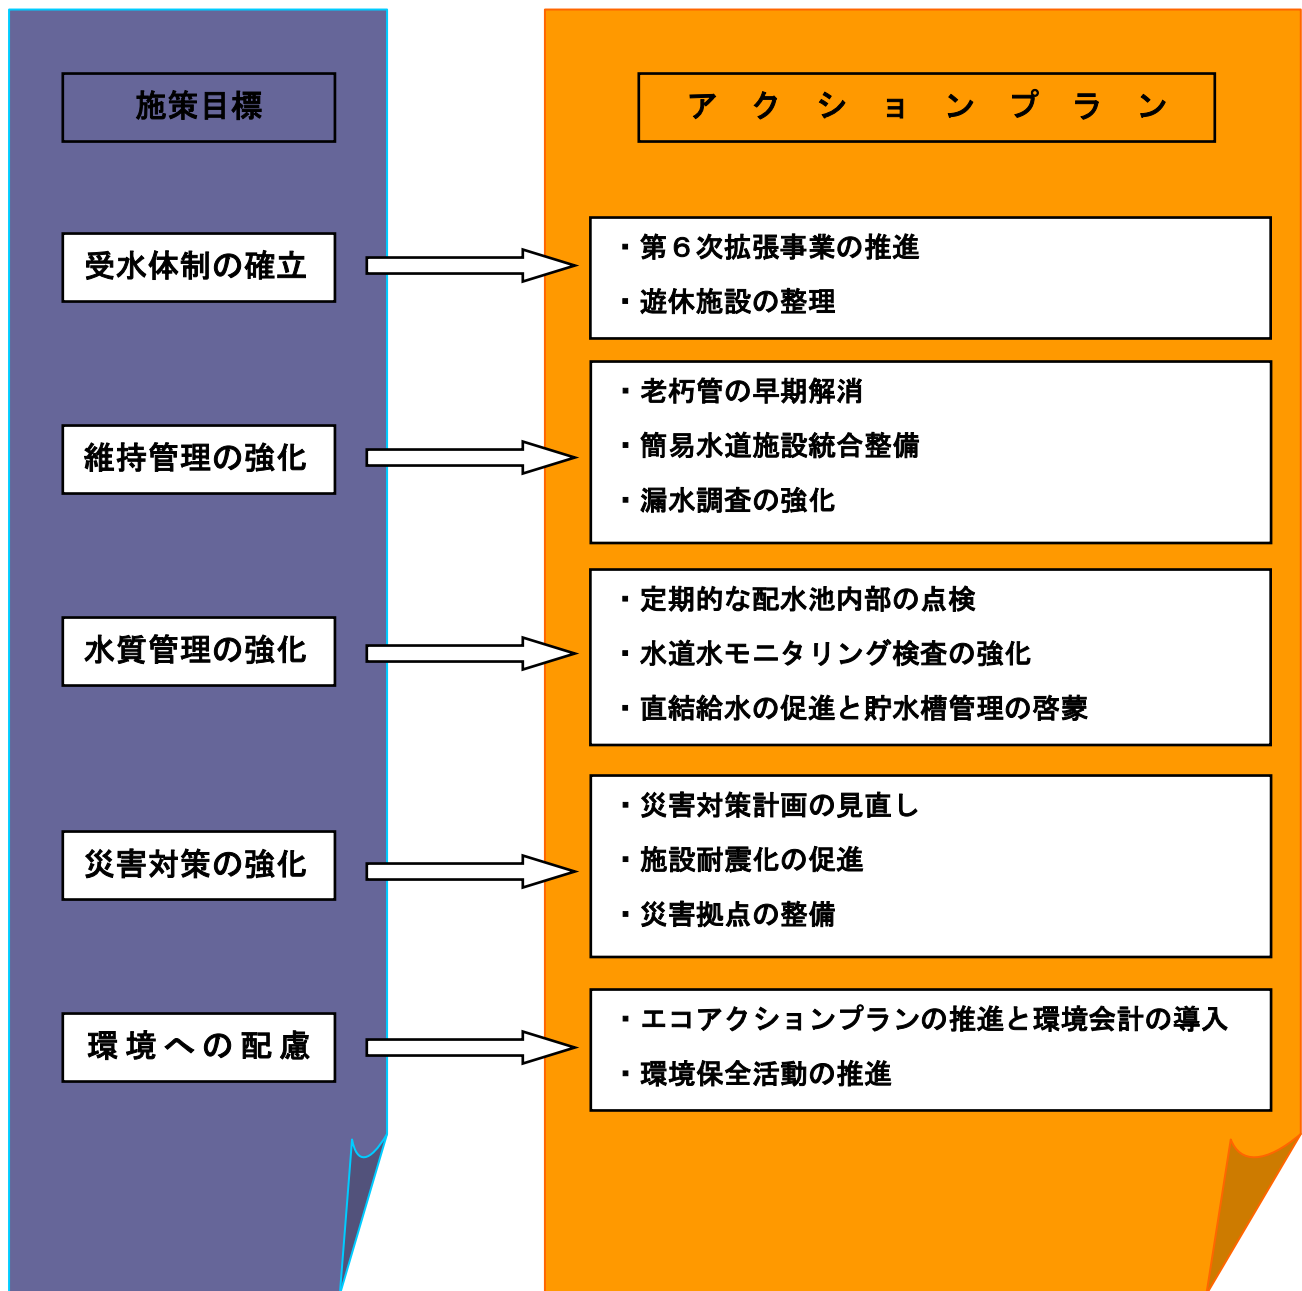 施策目標
アクションプラン
受水体制の確立
・第６次拡張事業の推進
・遊休施設の整理
維持管理の強化
・老朽管の早期解消
・簡易水道施設統合整備
・漏水調査の強化
水質管理の強化
・定期的な配水池内部の点検
・水道水モニタリング検査の強化
・直結給水の促進と貯水槽管理の啓蒙
災害対策の強化
・災害対策計画の見直し
・施設耐震化の促進
・災害拠点の整備
環境への配慮
・エコアクションプランの推進と環境会計の導入
・環境保全活動の推進